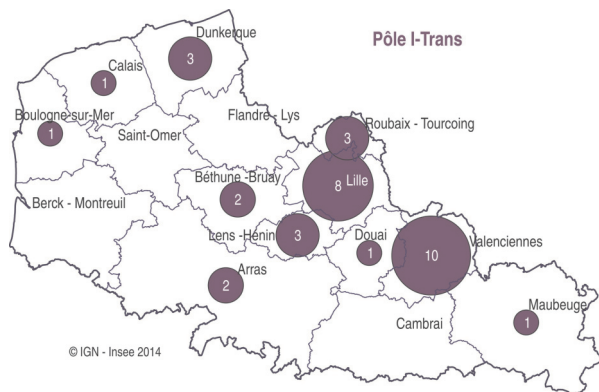 Dunkerque
Pôle I-Trans
3
Calais
1
Boulogne-sur-Mer
Flandre - Lys
Roubaix - Tourcoing
1
Saint-Omer
3
Béthune -Bruay
8 Lille
Berck - Montreuil
2
Lens -Hénin
3
Douai
Valenciennes
1
10
Arras
2
Maubeuge
Cambrai
1
© IGN - Insee 2014